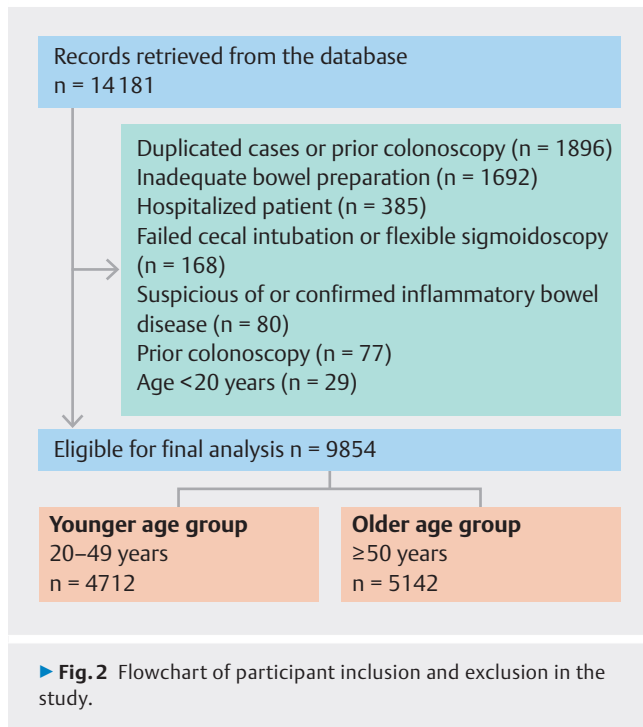 Records retrieved from the database
n = 14 181
Duplicated cases or prior colonoscopy (n = 1896)
Inadequate bowel preparation (n = 1692)
Hospitalized patient (n = 385)
Failed cecal intubation or flexible sigmoidoscopy
(n = 168)
Suspicious of or confirmed inflammatory bowel
disease (n = 80)
Prior colonoscopy (n = 77)
Age <20 years (n = 29)
Eligible for final analysis n = 9854
Younger age group
20–49 years
n = 4712
Older age group
≥50 years
n = 5142
▶ Fig. 2 Flowchart of participant inclusion and exclusion in the
study.